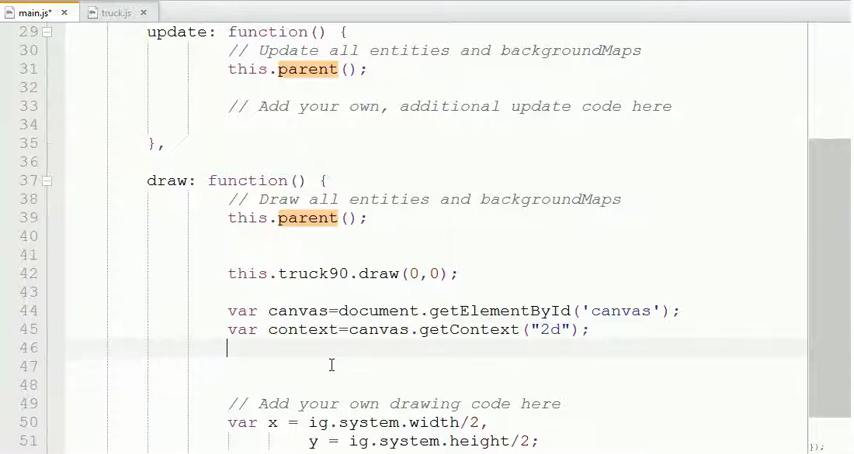 main.js* × truck.js ×
29 update: function() {
30 // Update all entities and backgroundMaps
31 this.parent();
32
33 // Add your own, additional update code here
34
35 },
36
37 draw: function() {
38 // Draw all entities and backgroundMaps
39 this.parent();
40
41
42 this.truck90.draw(0,0);
43
44 var canvas=document.getElementById('canvas');
45 var context=canvas.getContext("2d");
46
47
48
49 // Add your own drawing code here
50 var x = ig.system.width/2,
51 y = ig.system.height/2;
});